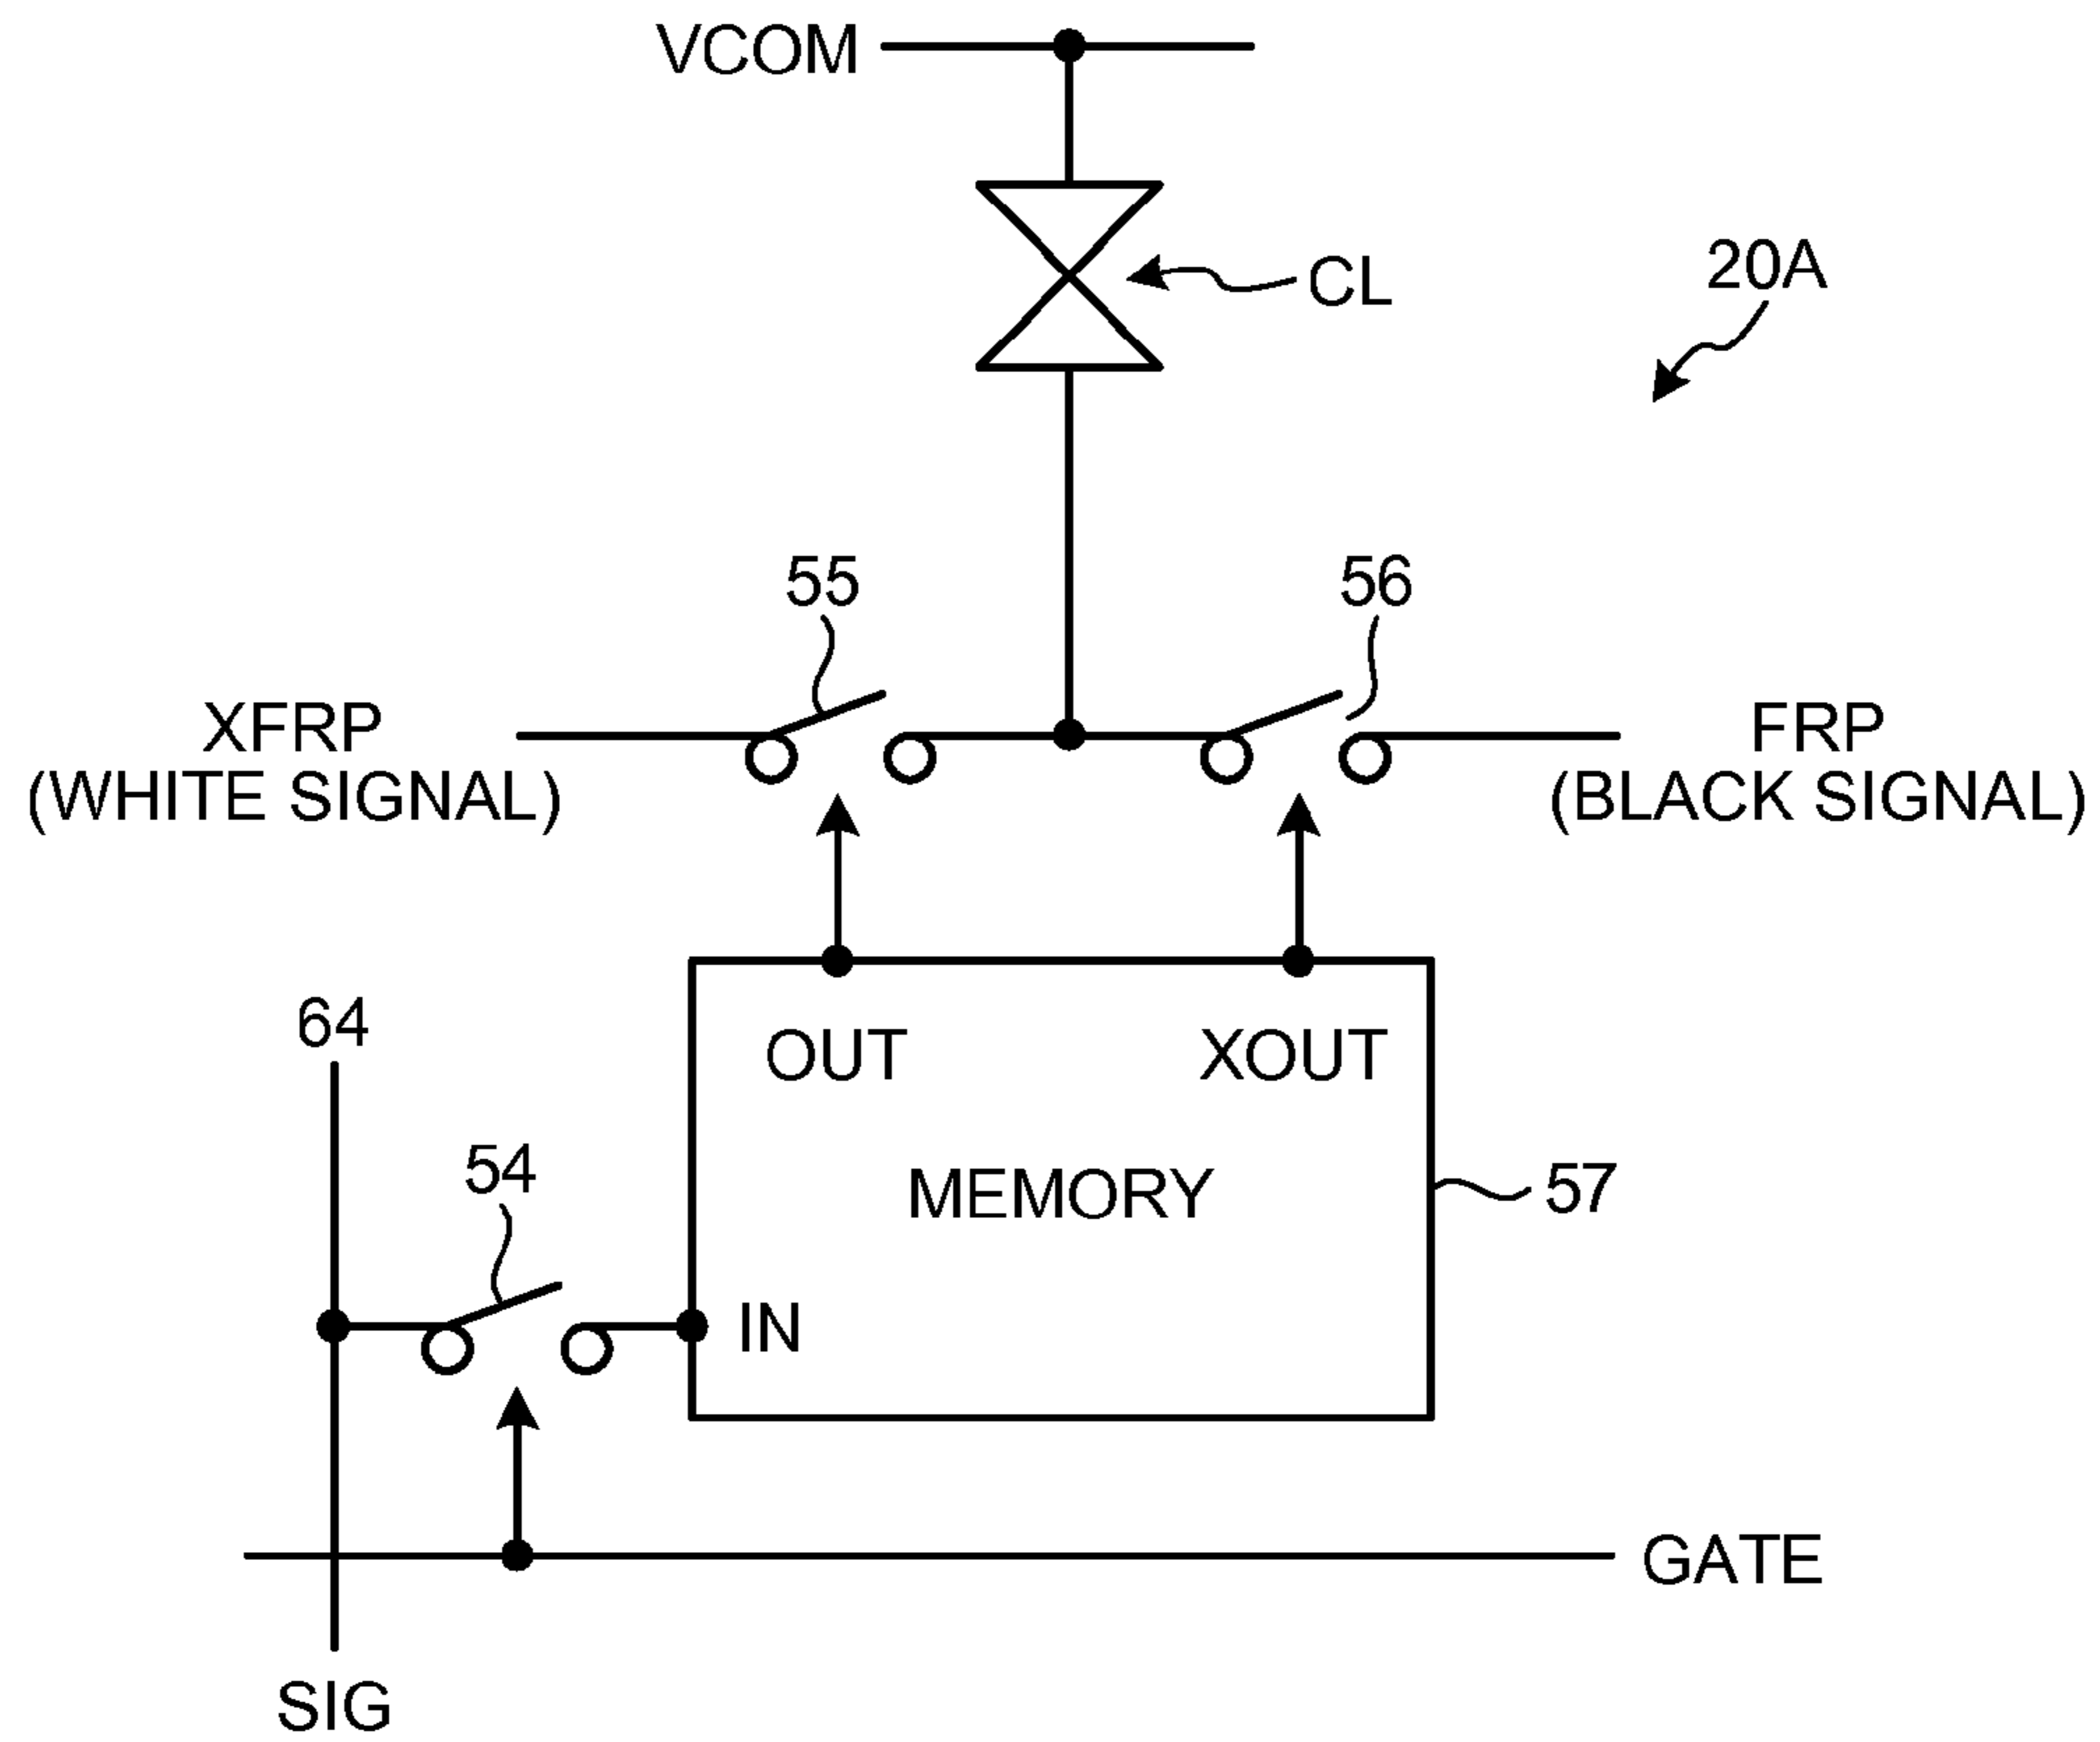 VCOM
CL
20A
55
56
XFRP
(WHITE SIGNAL)
FRP
(BLACK SIGNAL)
64
OUT
XOUT
54
MEMORY
57
IN
GATE
SIG